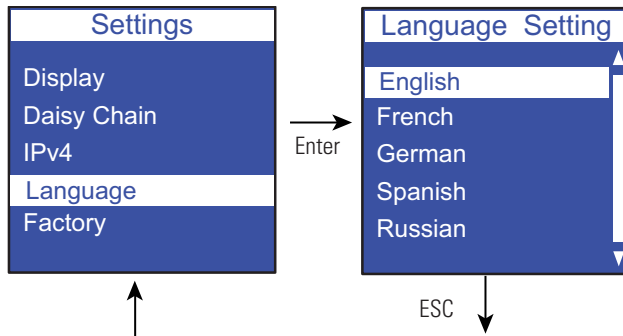 Settings
Display
Daisy Chain
IPv4
Language
Factory
Enter
Language Setting
English
French
German
Spanish
Russian
ESC